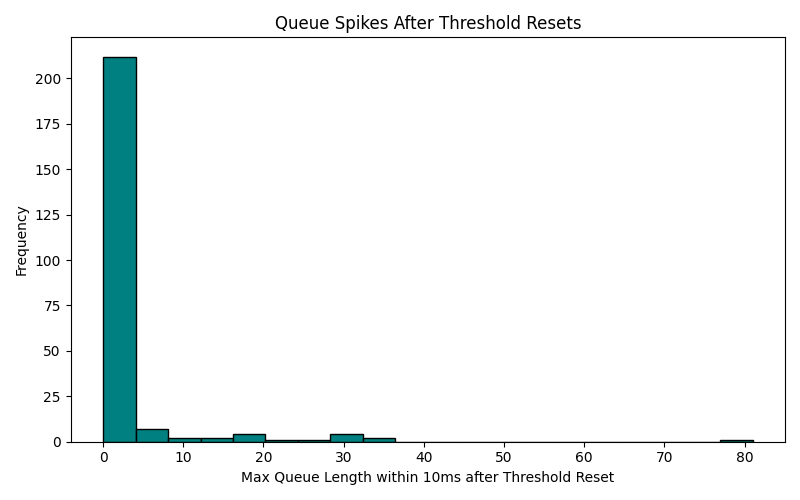 Queue Spikes After Threshold Resets
Frequency
200
175
150
125
100
75
50
25
0
0 10 20 30 40 50 60 70 80
Max Queue Length within 10ms after Threshold Reset